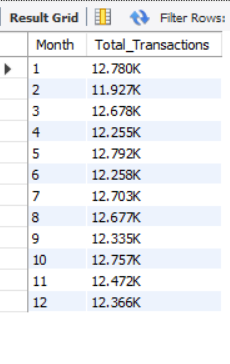 Result Grid Filter Rows:
Month Total_Transactions
1 12.780K
2 11.927K
3 12.678K
4 12.255K
5 12.792K
6 12.258K
7 12.703K
8 12.677K
9 12.335K
10 12.757K
11 12.472K
12 12.366K